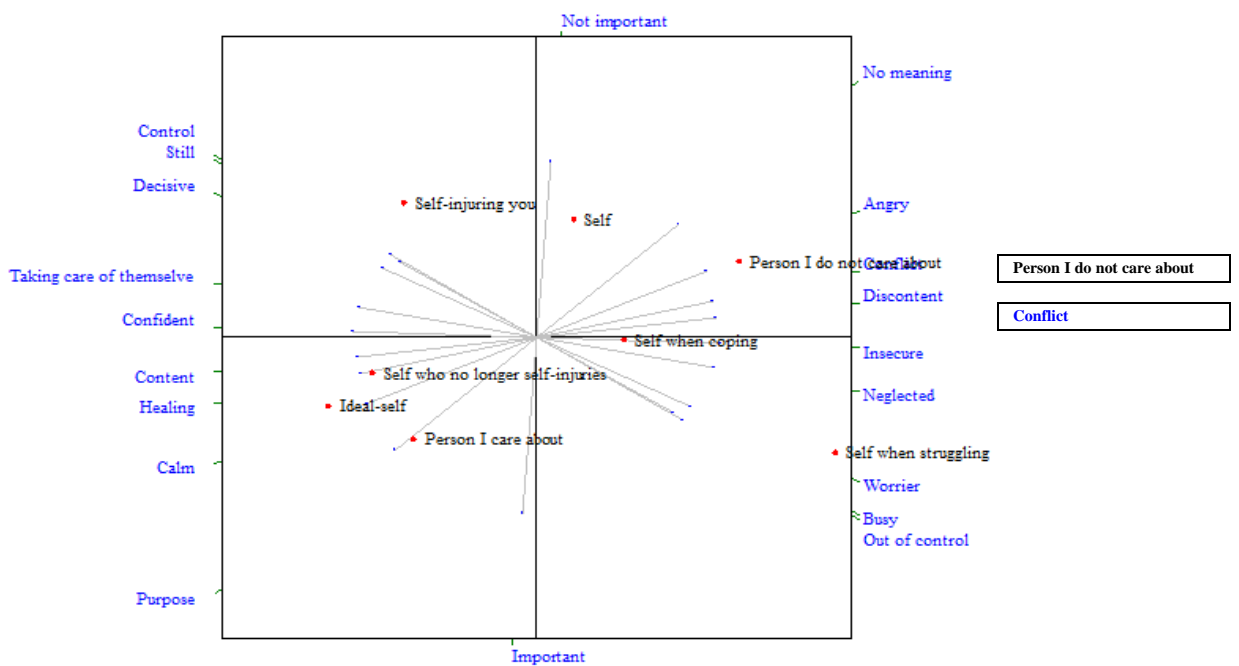 Not important
No meaning
Control
Still
Decisive
Self-injuring you
Self
Angry
Person I do not care about
Conflict
Person I do not care about
Taking care of themselve
Discontent
Conflict
Confident
Self when coping
Insecure
Content
Self who no longer self-injuries
Neglected
Healing
Ideal-self
Person I care about
Self when struggling
Calm
Worrier
Busy
Out of control
Purpose
Important